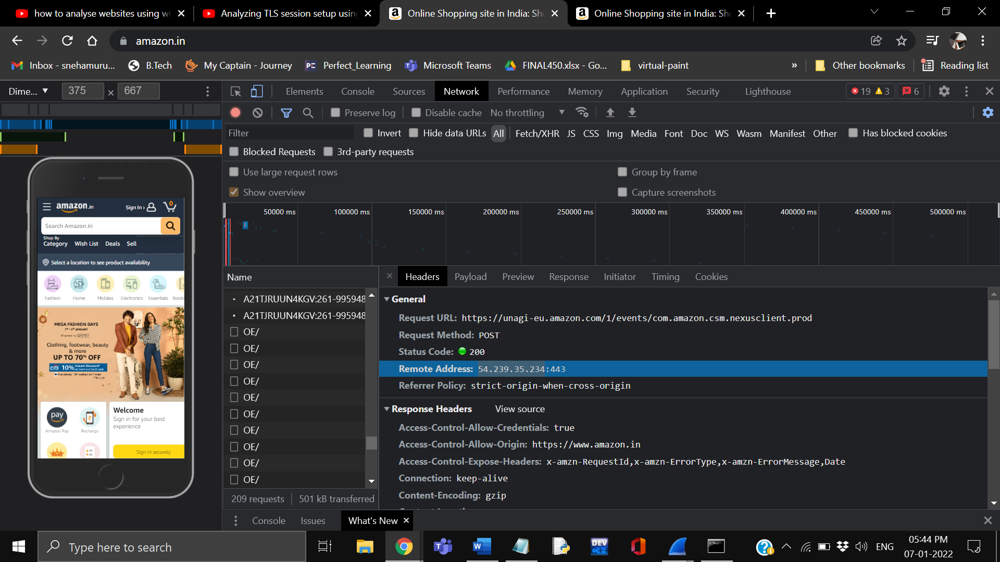 how to analyse websites using wi
Analyzing TLS session setup using
Online Shopping site in India: Sho
Online Shopping site in India: Sho
amazon.in
Inbox - snehamuru...
B.Tech
My Captain - Journey
Perfect_Learning
Microsoft Teams
FINAL450.xlsx - Go...
virtual-paint
»
Other bookmarks
Reading list
Dime... ▼ 375 × 667
Elements Console Sources Network Performance Memory Application Security Lighthouse
19 3 6
Preserve log Disable cache No throttling ▼
Filter Invert Hide data URLs All Fetch/XHR JS CSS Img Media Font Doc WS Wasm Manifest Other Has blocked cookies
Blocked Requests 3rd-party requests
Use large request rows Group by frame
Show overview Capture screenshots
50000 ms 100000 ms 150000 ms 200000 ms 250000 ms 300000 ms 350000 ms 400000 ms 450000 ms 500000 ms
amazon.in Sign In › 0
Search Amazon.in
Shop By
Category Wish List Deals Sell
Select a location to see product availability
Fashion Home Mobiles Electronics Essentials Books
MEGA FASHION DAYS
7th - 9th JANUARY
Powered by RENEE
Clothing, footwear, beauty
& more
UP TO 70% OFF
citi 10% Instant Discount*
pay
Amazon Pay Recharge
Welcome
Sign in for your best
experience
Sign in securely
Name
A21TJRUUN4KGV:261-995948
A21TJRUUN4KGV:261-995948
OE/
OE/
OE/
OE/
OE/
OE/
OE/
OE/
OE/
OE/
209 requests 501 kB transferred
Headers Payload Preview Response Initiator Timing Cookies
General
Request URL: https://unagi-eu.amazon.com/1/events/com.amazon.csm.nexusclient.prod
Request Method: POST
Status Code: 200
Remote Address: 54.239.35.234:443
Referrer Policy: strict-origin-when-cross-origin
Response Headers View source
Access-Control-Allow-Credentials: true
Access-Control-Allow-Origin: https://www.amazon.in
Access-Control-Expose-Headers: x-amzn-RequestId,x-amzn-ErrorType,x-amzn-ErrorMessage,Date
Connection: keep-alive
Content-Encoding: gzip
Console Issues What's New
Type here to search
DEV
C++
ENG
05:44 PM
07-01-2022